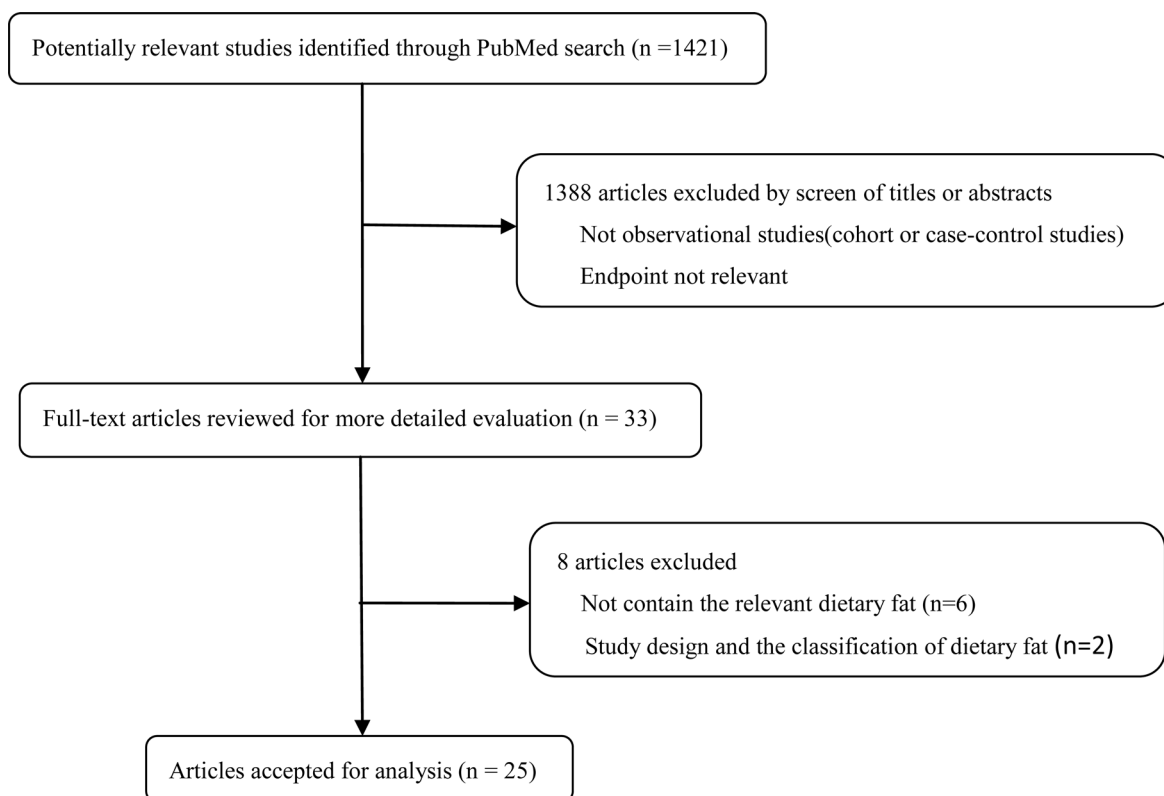 Potentially relevant studies identified through PubMed search (n =1421)
1388 articles excluded by screen of titles or abstracts
Not observational studies(cohort or case-control studies)
Endpoint not relevant
Full-text articles reviewed for more detailed evaluation (n = 33)
8 articles excluded
Not contain the relevant dietary fat (n=6)
Study design and the classification of dietary fat (n=2)
Articles accepted for analysis (n = 25)